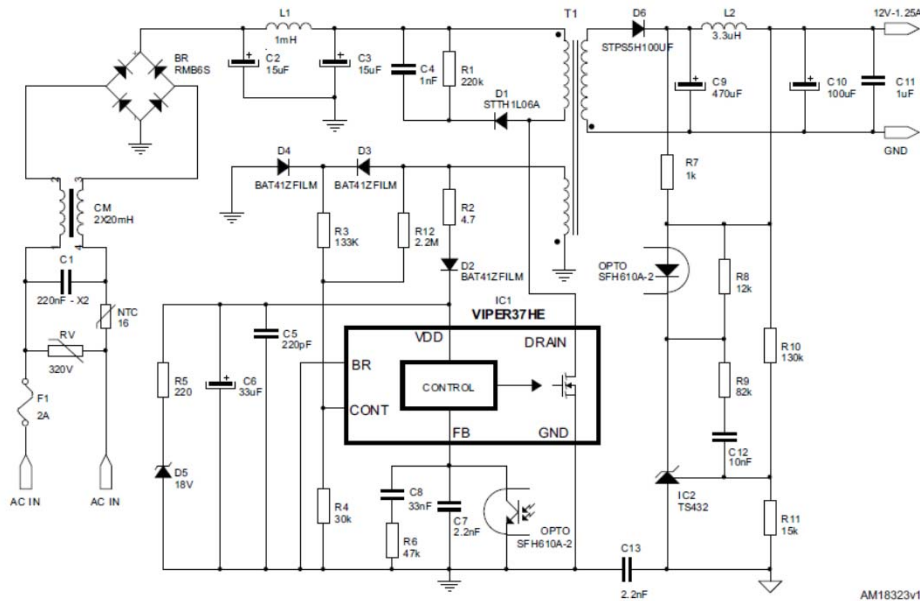 L1
1mH
T1
D6
STPS5H100UF
L2
3.3uH
12V-1.25A
BR
RMB6S
C2
15uF
C3
15uF
C4
1nF
R1
220k
D1
STTH1L06A
C9
470uF
C10
100uF
C11
1uF
GND
D4
BAT41ZFILM
D3
BAT41ZFILM
R7
1k
2
3
CM
2X20mH
1
4
R3
133K
R12
2.2M
R2
4.7
D2
BAT41ZFILM
OPTO
SFH610A-2
R8
12k
C1
220nF - X2
NTC
16
RV
320V
F1
2A
AC IN
AC IN
R5
220
C6
33uF
C5
220pF
D5
18V
IC1
VIPER37HE
VDD
DRAIN
BR
CONTROL
CONT
FB
GND
R10
130k
R9
82k
C12
10nF
IC2
TS432
R4
30k
C8
33nF
R6
47k
C7
2.2nF
OPTO
SFH610A-2
R11
15k
C13
2.2nF
AM18323v1